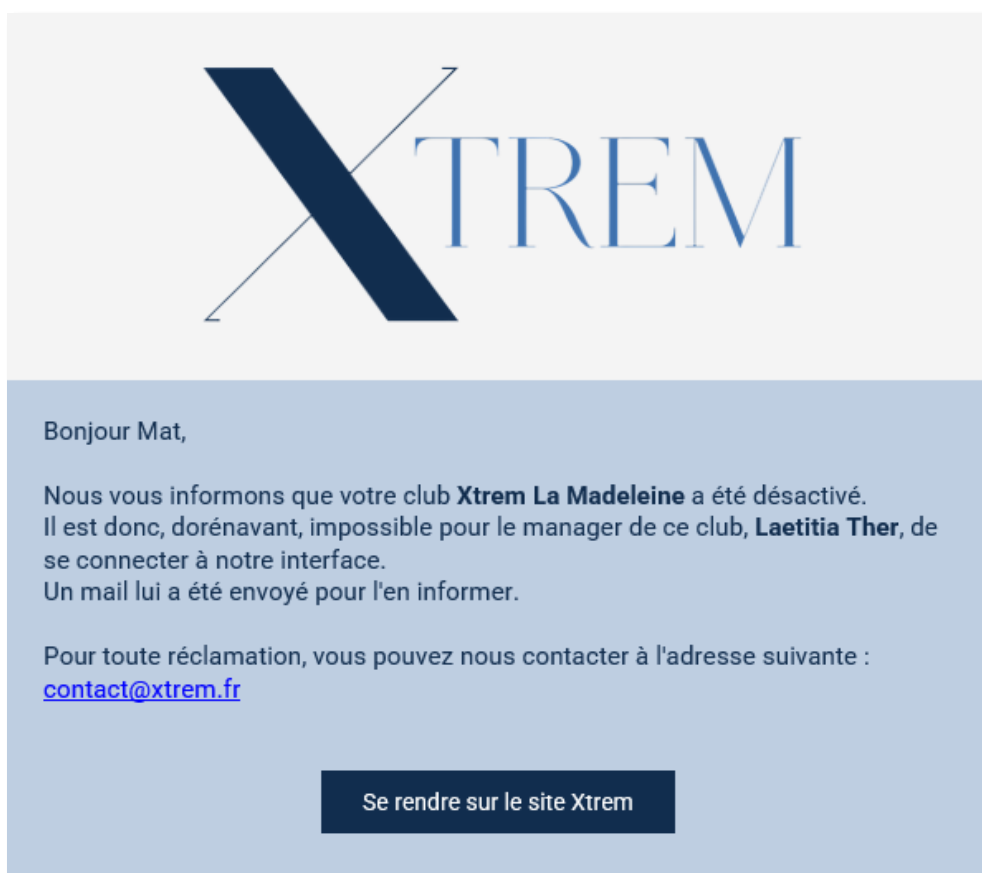 XTREM
Bonjour Mat,
Nous vous informons que votre club Xtrem La Madeleine a été désactivé.
Il est donc, dorénavant, impossible pour le manager de ce club, Laetitia Ther, de
se connecter à notre interface.
Un mail lui a été envoyé pour l'en informer.
Pour toute réclamation, vous pouvez nous contacter à l'adresse suivante :
contact@xtrem.fr
Se rendre sur le site Xtrem